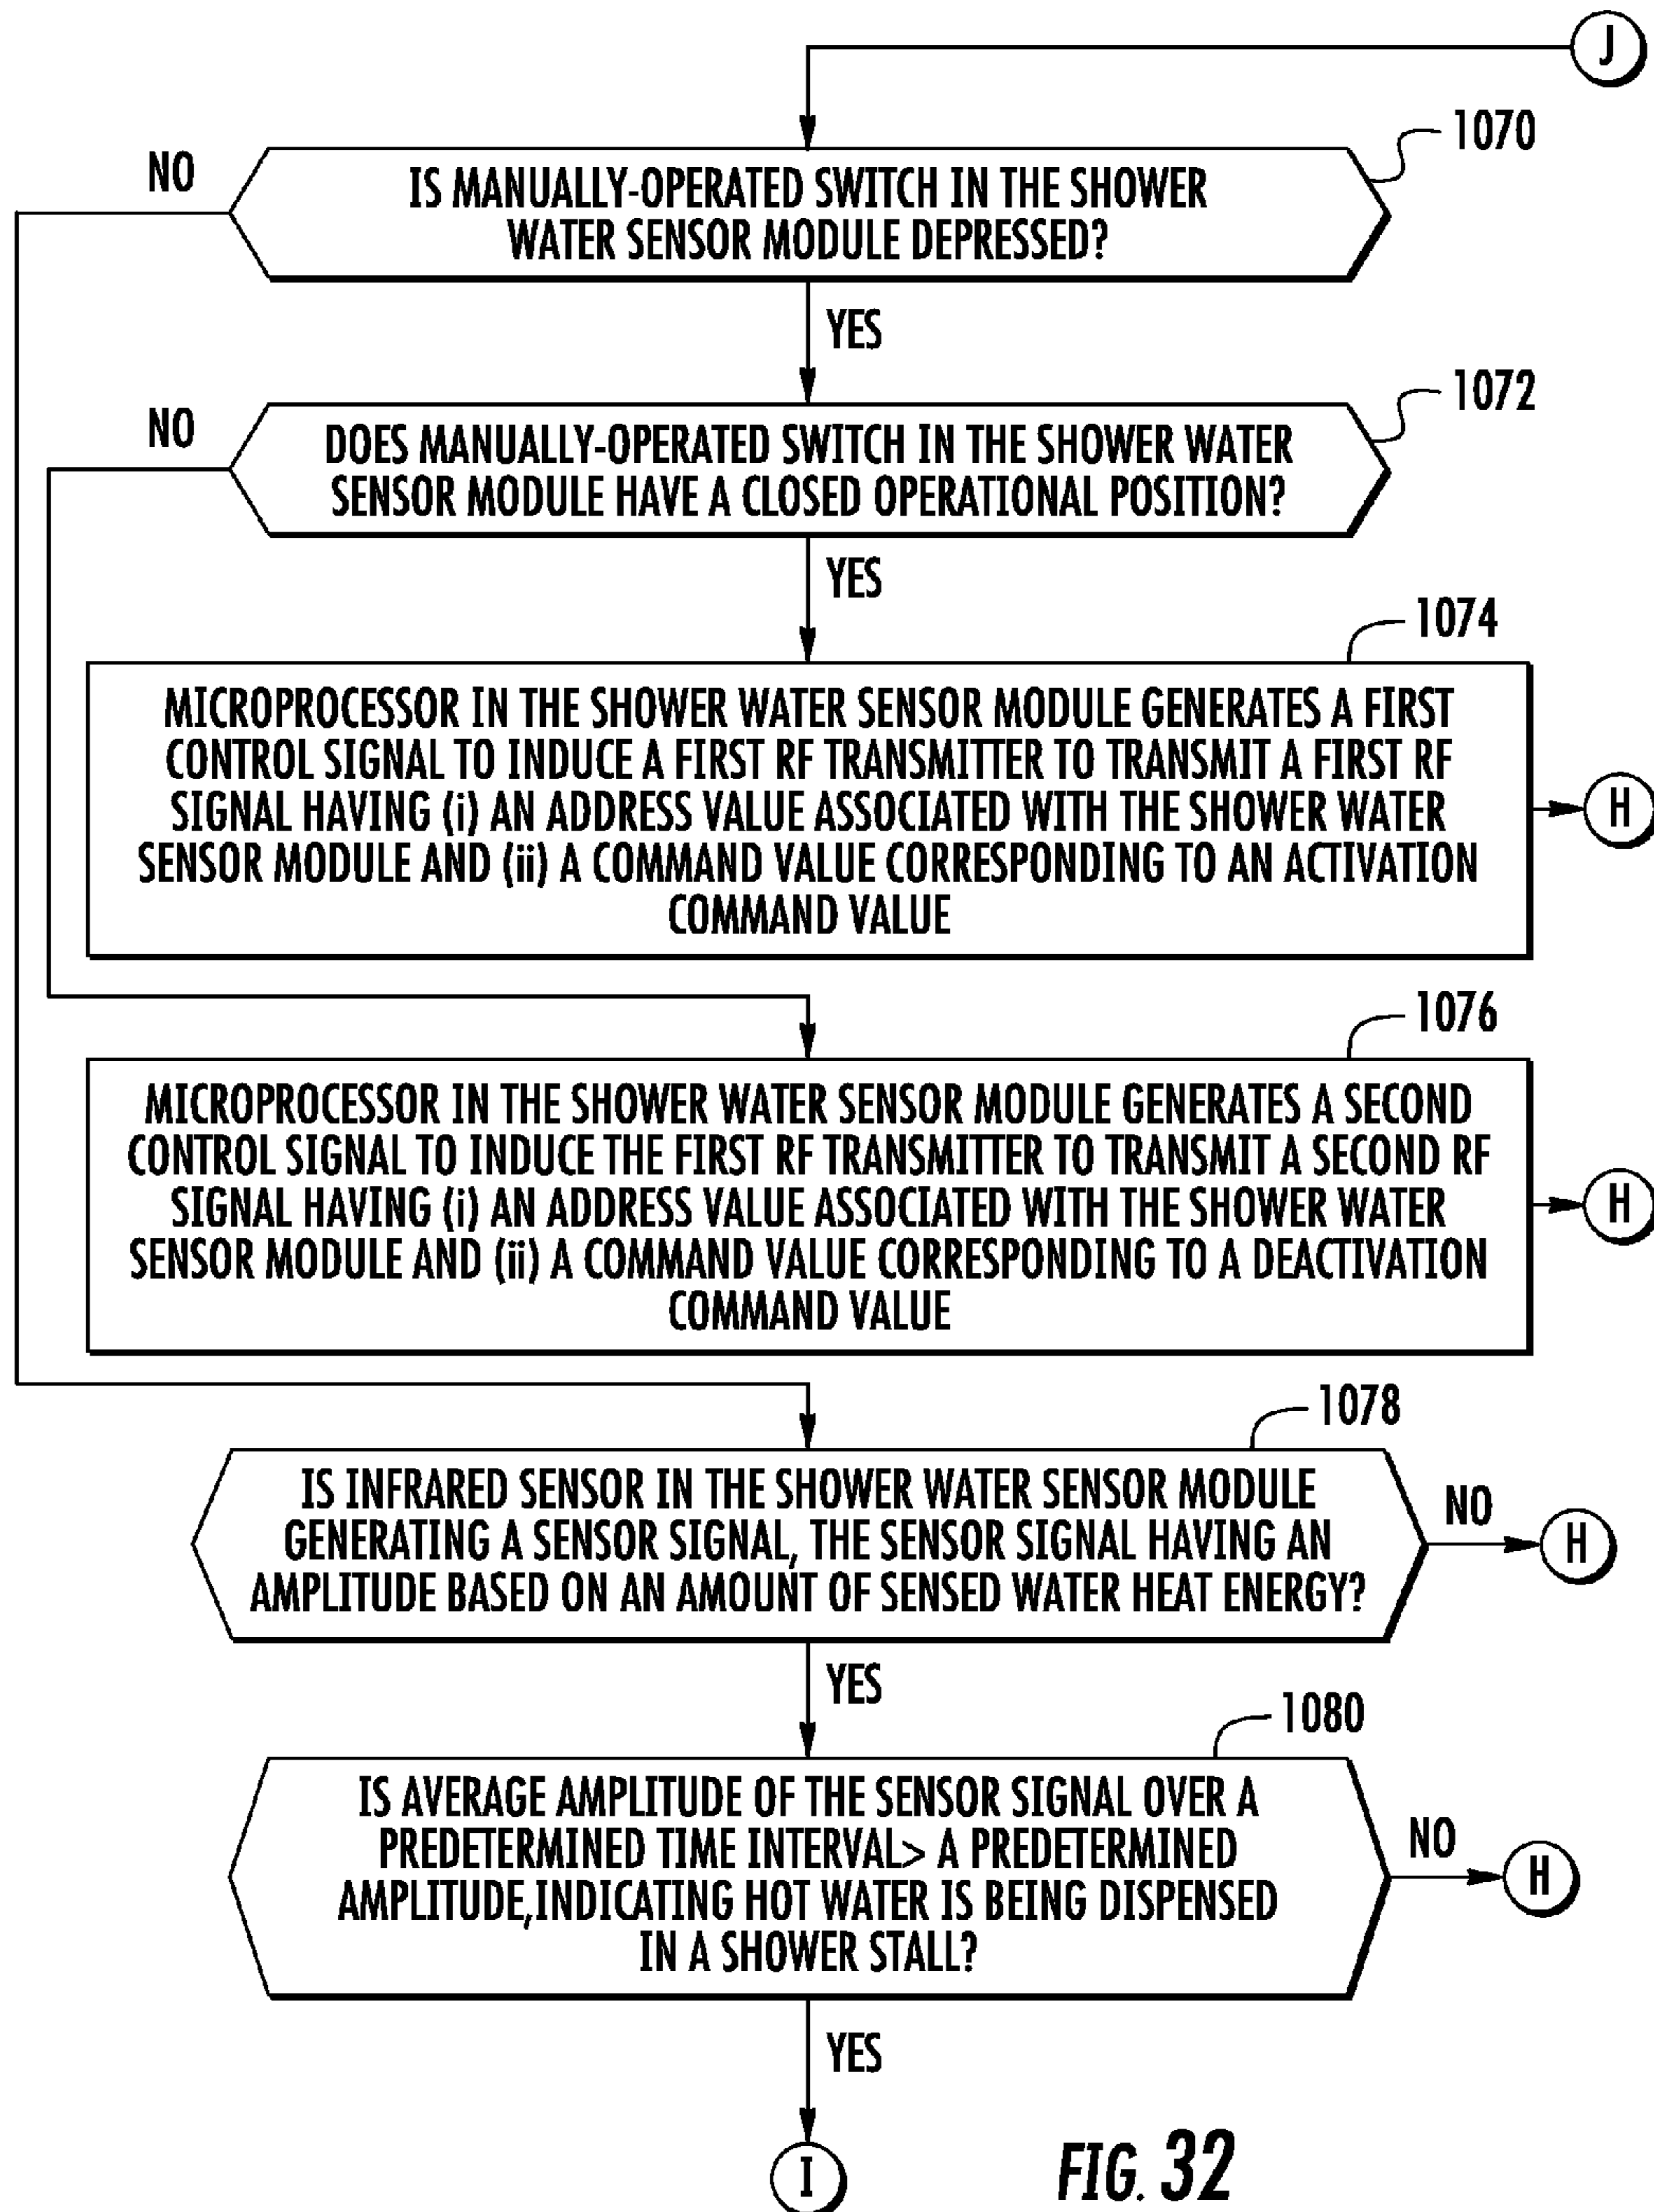 J
1070
NO
IS MANUALLY-OPERATED SWITCH IN THE SHOWER
WATER SENSOR MODULE DEPRESSED?
YES
1072
NO
DOES MANUALLY-OPERATED SWITCH IN THE SHOWER WATER
SENSOR MODULE HAVE A CLOSED OPERATIONAL POSITION?
YES
1074
MICROPROCESSOR IN THE SHOWER WATER SENSOR MODULE GENERATES A FIRST
CONTROL SIGNAL TO INDUCE A FIRST RF TRANSMITTER TO TRANSMIT A FIRST RF
SIGNAL HAVING (i) AN ADDRESS VALUE ASSOCIATED WITH THE SHOWER WATER
SENSOR MODULE AND (ii) A COMMAND VALUE CORRESPONDING TO AN ACTIVATION
COMMAND VALUE
H
1076
MICROPROCESSOR IN THE SHOWER WATER SENSOR MODULE GENERATES A SECOND
CONTROL SIGNAL TO INDUCE THE FIRST RF TRANSMITTER TO TRANSMIT A SECOND RF
SIGNAL HAVING (i) AN ADDRESS VALUE ASSOCIATED WITH THE SHOWER WATER
SENSOR MODULE AND (ii) A COMMAND VALUE CORRESPONDING TO A DEACTIVATION
COMMAND VALUE
H
1078
IS INFRARED SENSOR IN THE SHOWER WATER SENSOR MODULE
GENERATING A SENSOR SIGNAL, THE SENSOR SIGNAL HAVING AN
AMPLITUDE BASED ON AN AMOUNT OF SENSED WATER HEAT ENERGY?
NO
H
YES
1080
IS AVERAGE AMPLITUDE OF THE SENSOR SIGNAL OVER A
PREDETERMINED TIME INTERVAL> A PREDETERMINED
AMPLITUDE,INDICATING HOT WATER IS BEING DISPENSED
IN A SHOWER STALL?
NO
H
YES
I
FIG. 32